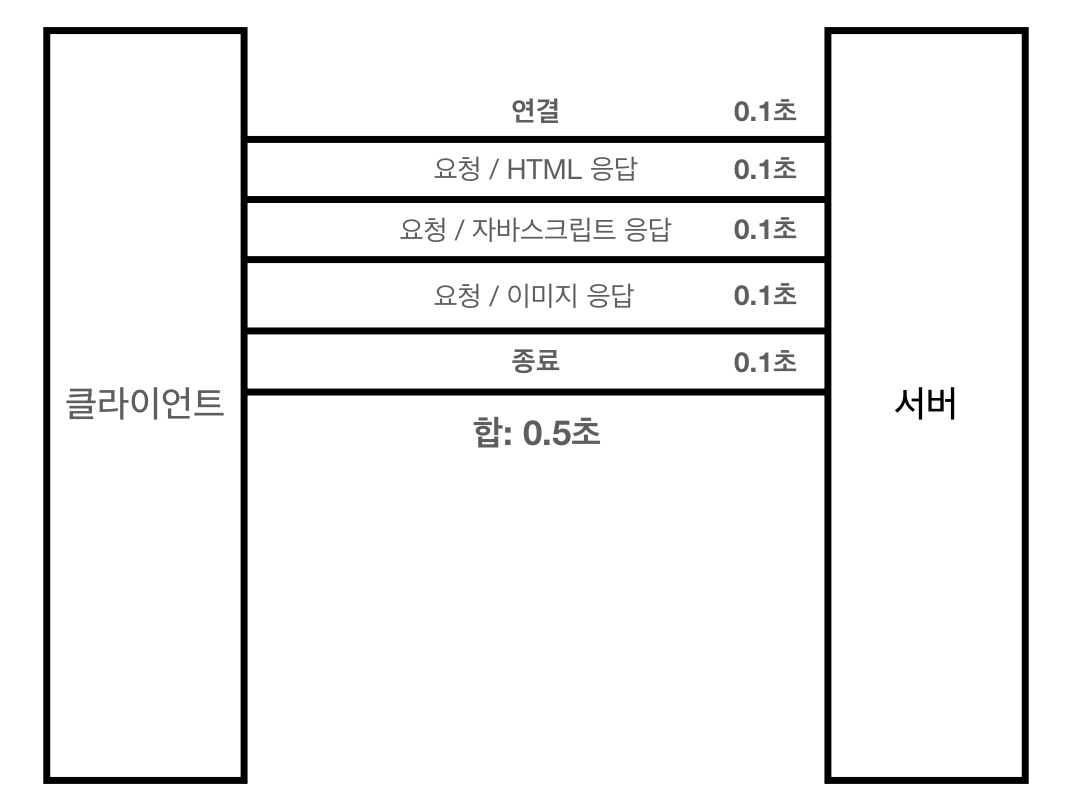 연결 0.1초
요청 / HTML 응답 0.1초
요청 / 자바스크립트 응답 0.1초
요청 / 이미지 응답 0.1초
종료 0.1초
클라이언트
서버
합: 0.5초